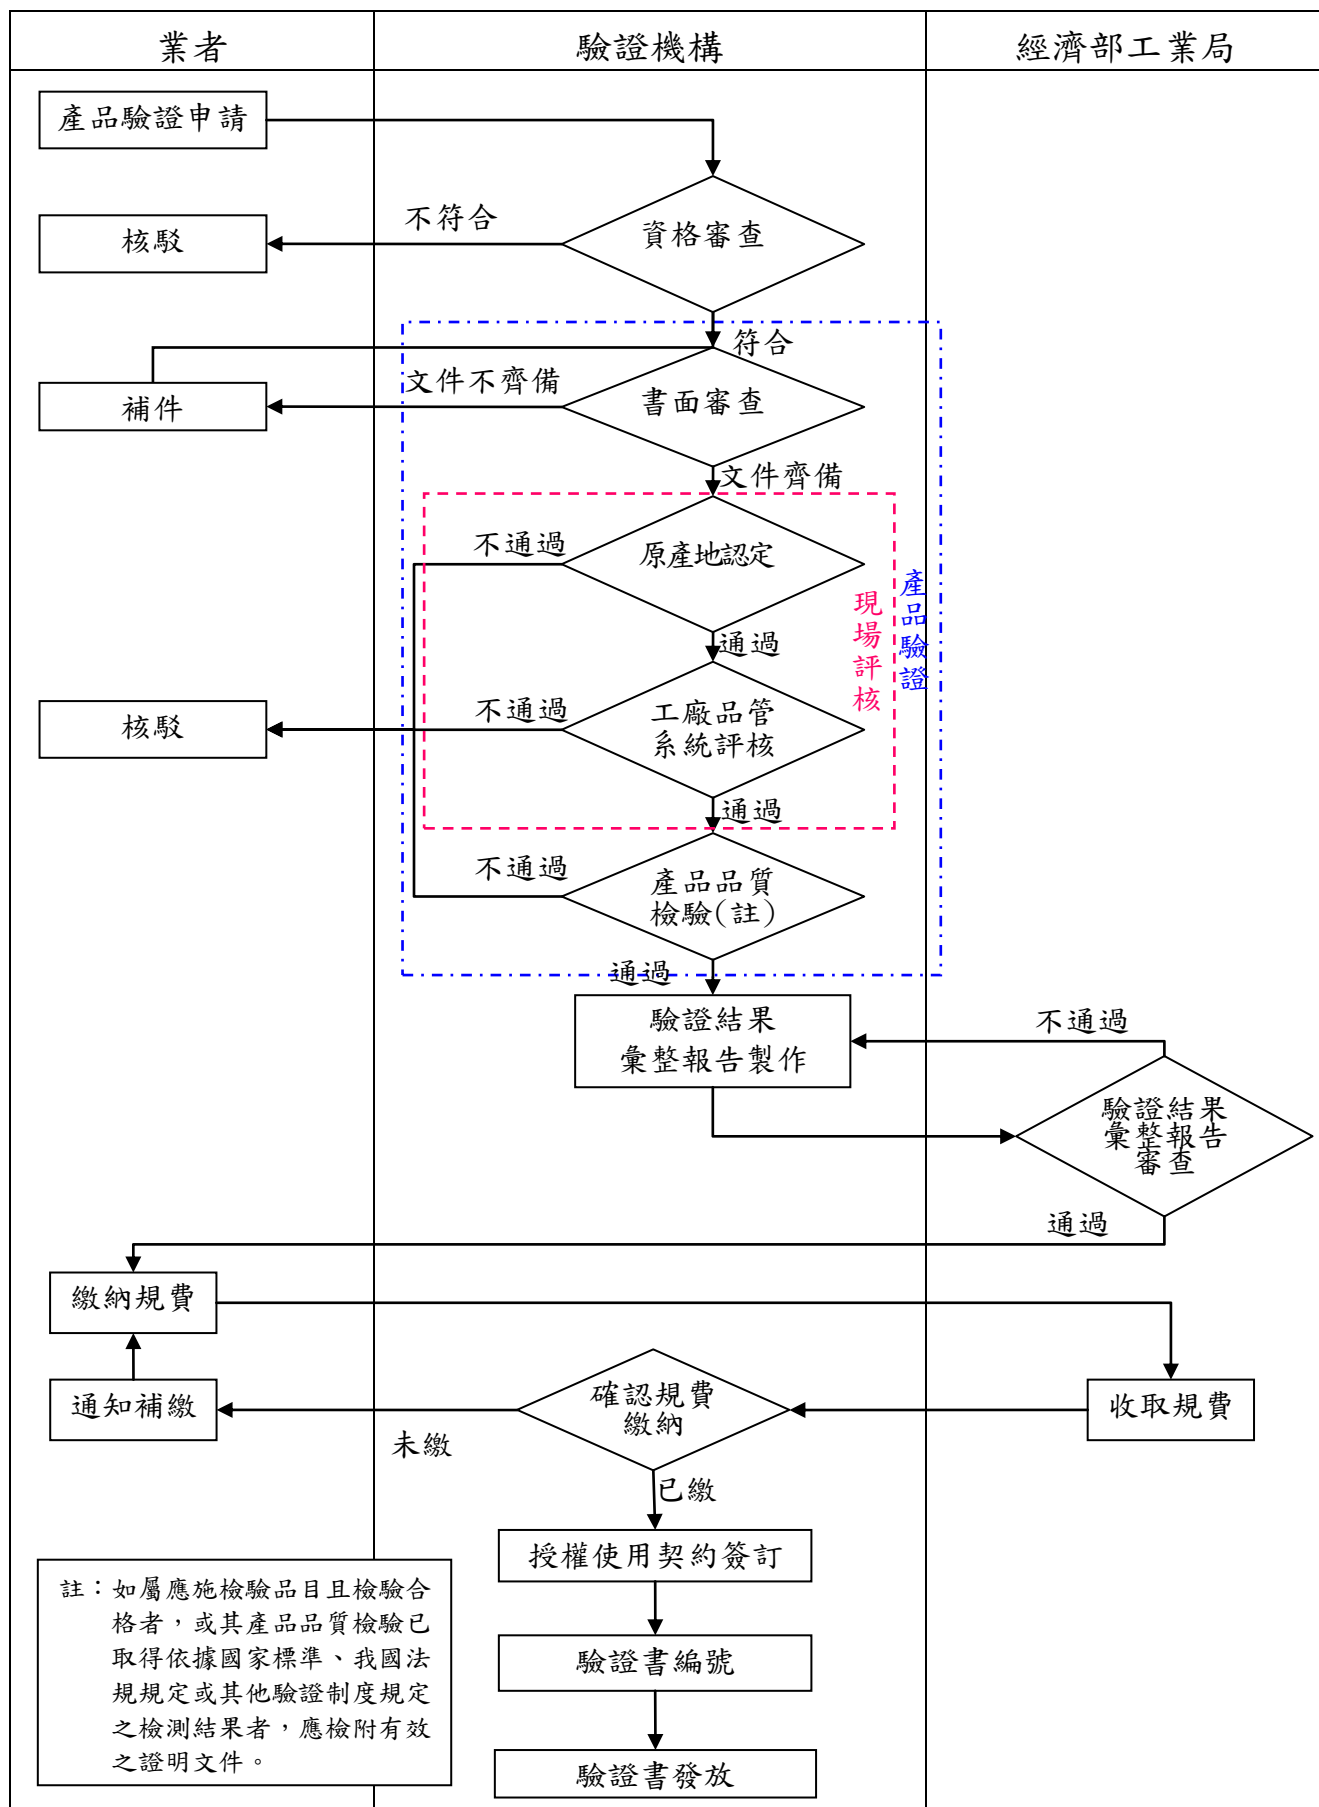 業者
驗證機構
經濟部工業局
產品驗證申請
不符合
核駁
資格審查
符合
文件不齊備
補件
書面審查
文件齊備
不通過
原產地認定
產品驗證
現場評核
通過
不通過
核駁
工廠品管
系統評核
通過
不通過
產品品質
檢驗(註)
通過
驗證結果
彙整報告製作
不通過
驗證結果
彙整報告
審查
通過
繳納規費
通知補繳
確認規費
繳納
收取規費
未繳
已繳
授權使用契約簽訂
註：如屬應施檢驗品目且檢驗合
格者，或其產品品質檢驗已
取得依據國家標準、我國法
規規定或其他驗證制度規定
之檢測結果者，應檢附有效
之證明文件。
驗證書編號
驗證書發放